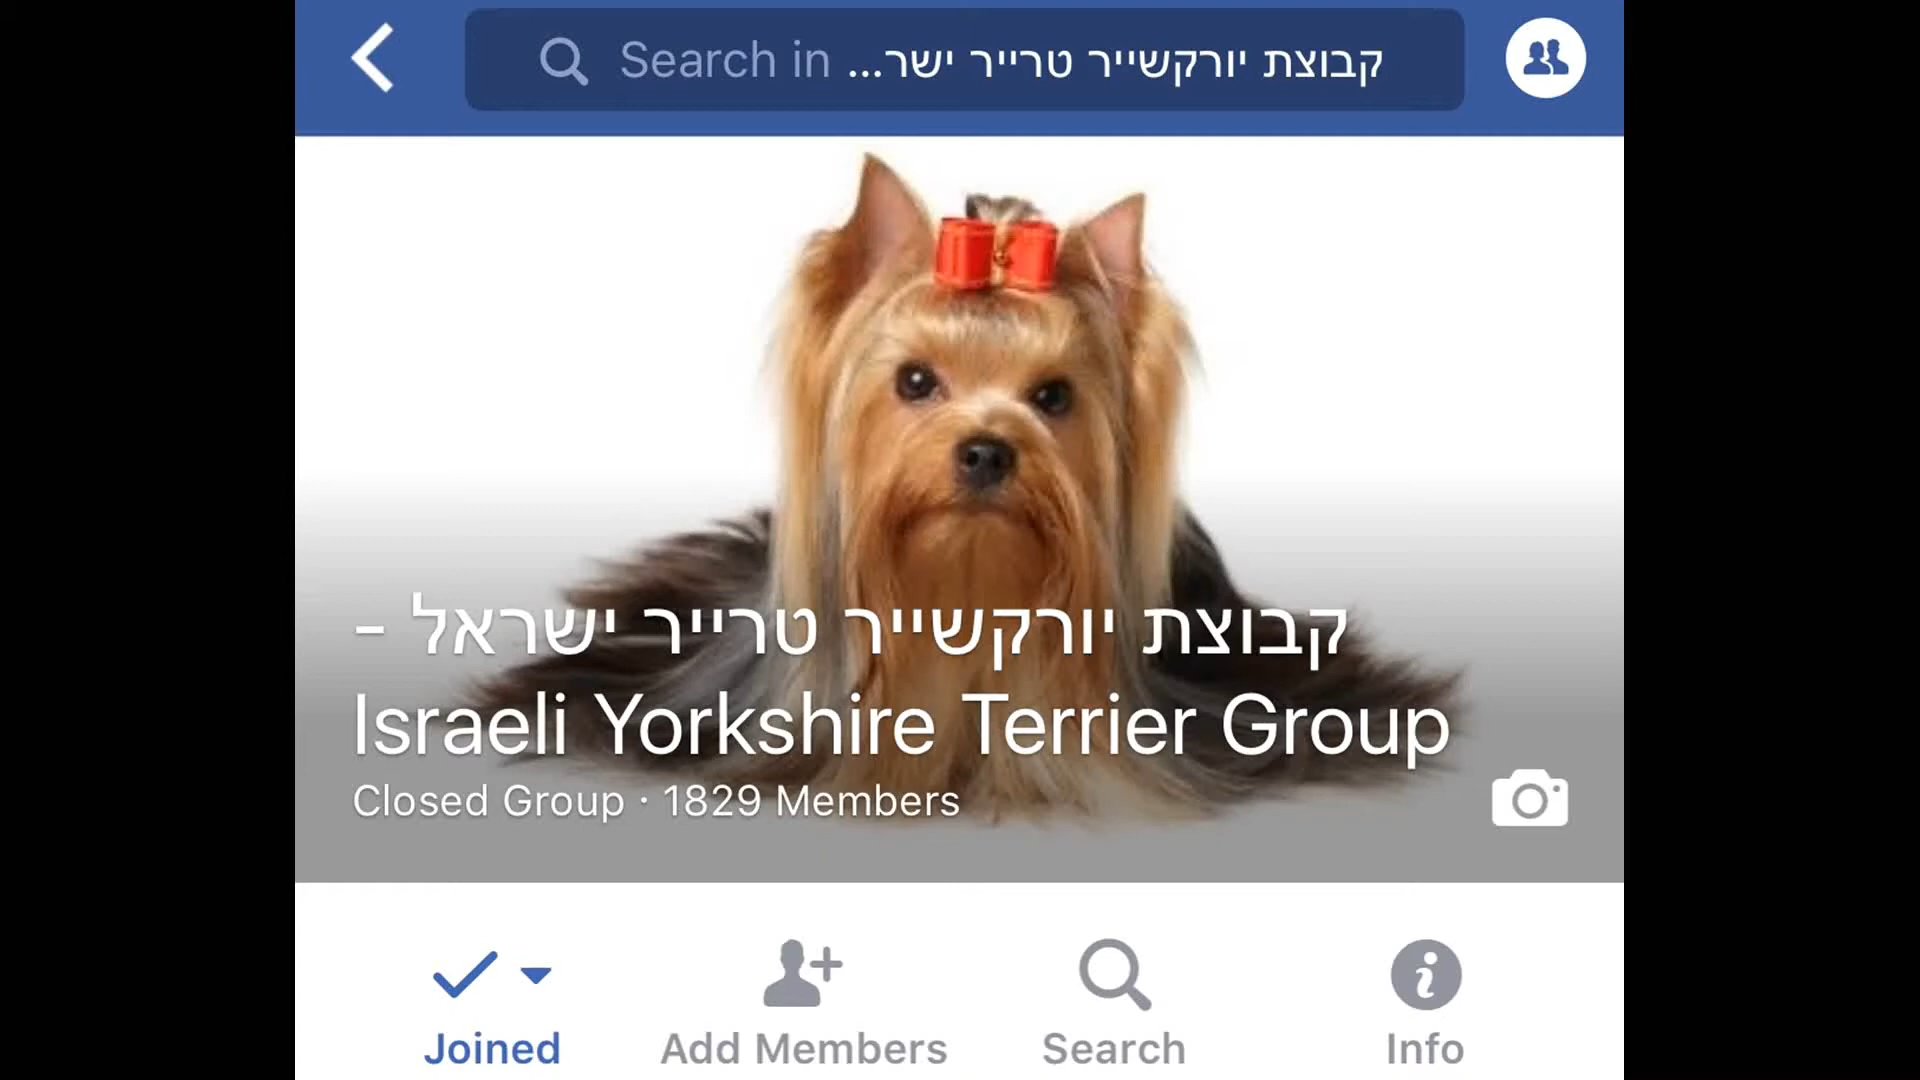 Search in קבוצת יורקשייר טרייר ישר...
קבוצת יורקשייר טרייר ישראל -
Israeli Yorkshire Terrier Group
Closed Group · 1829 Members
Joined
Add Members
Search
Info